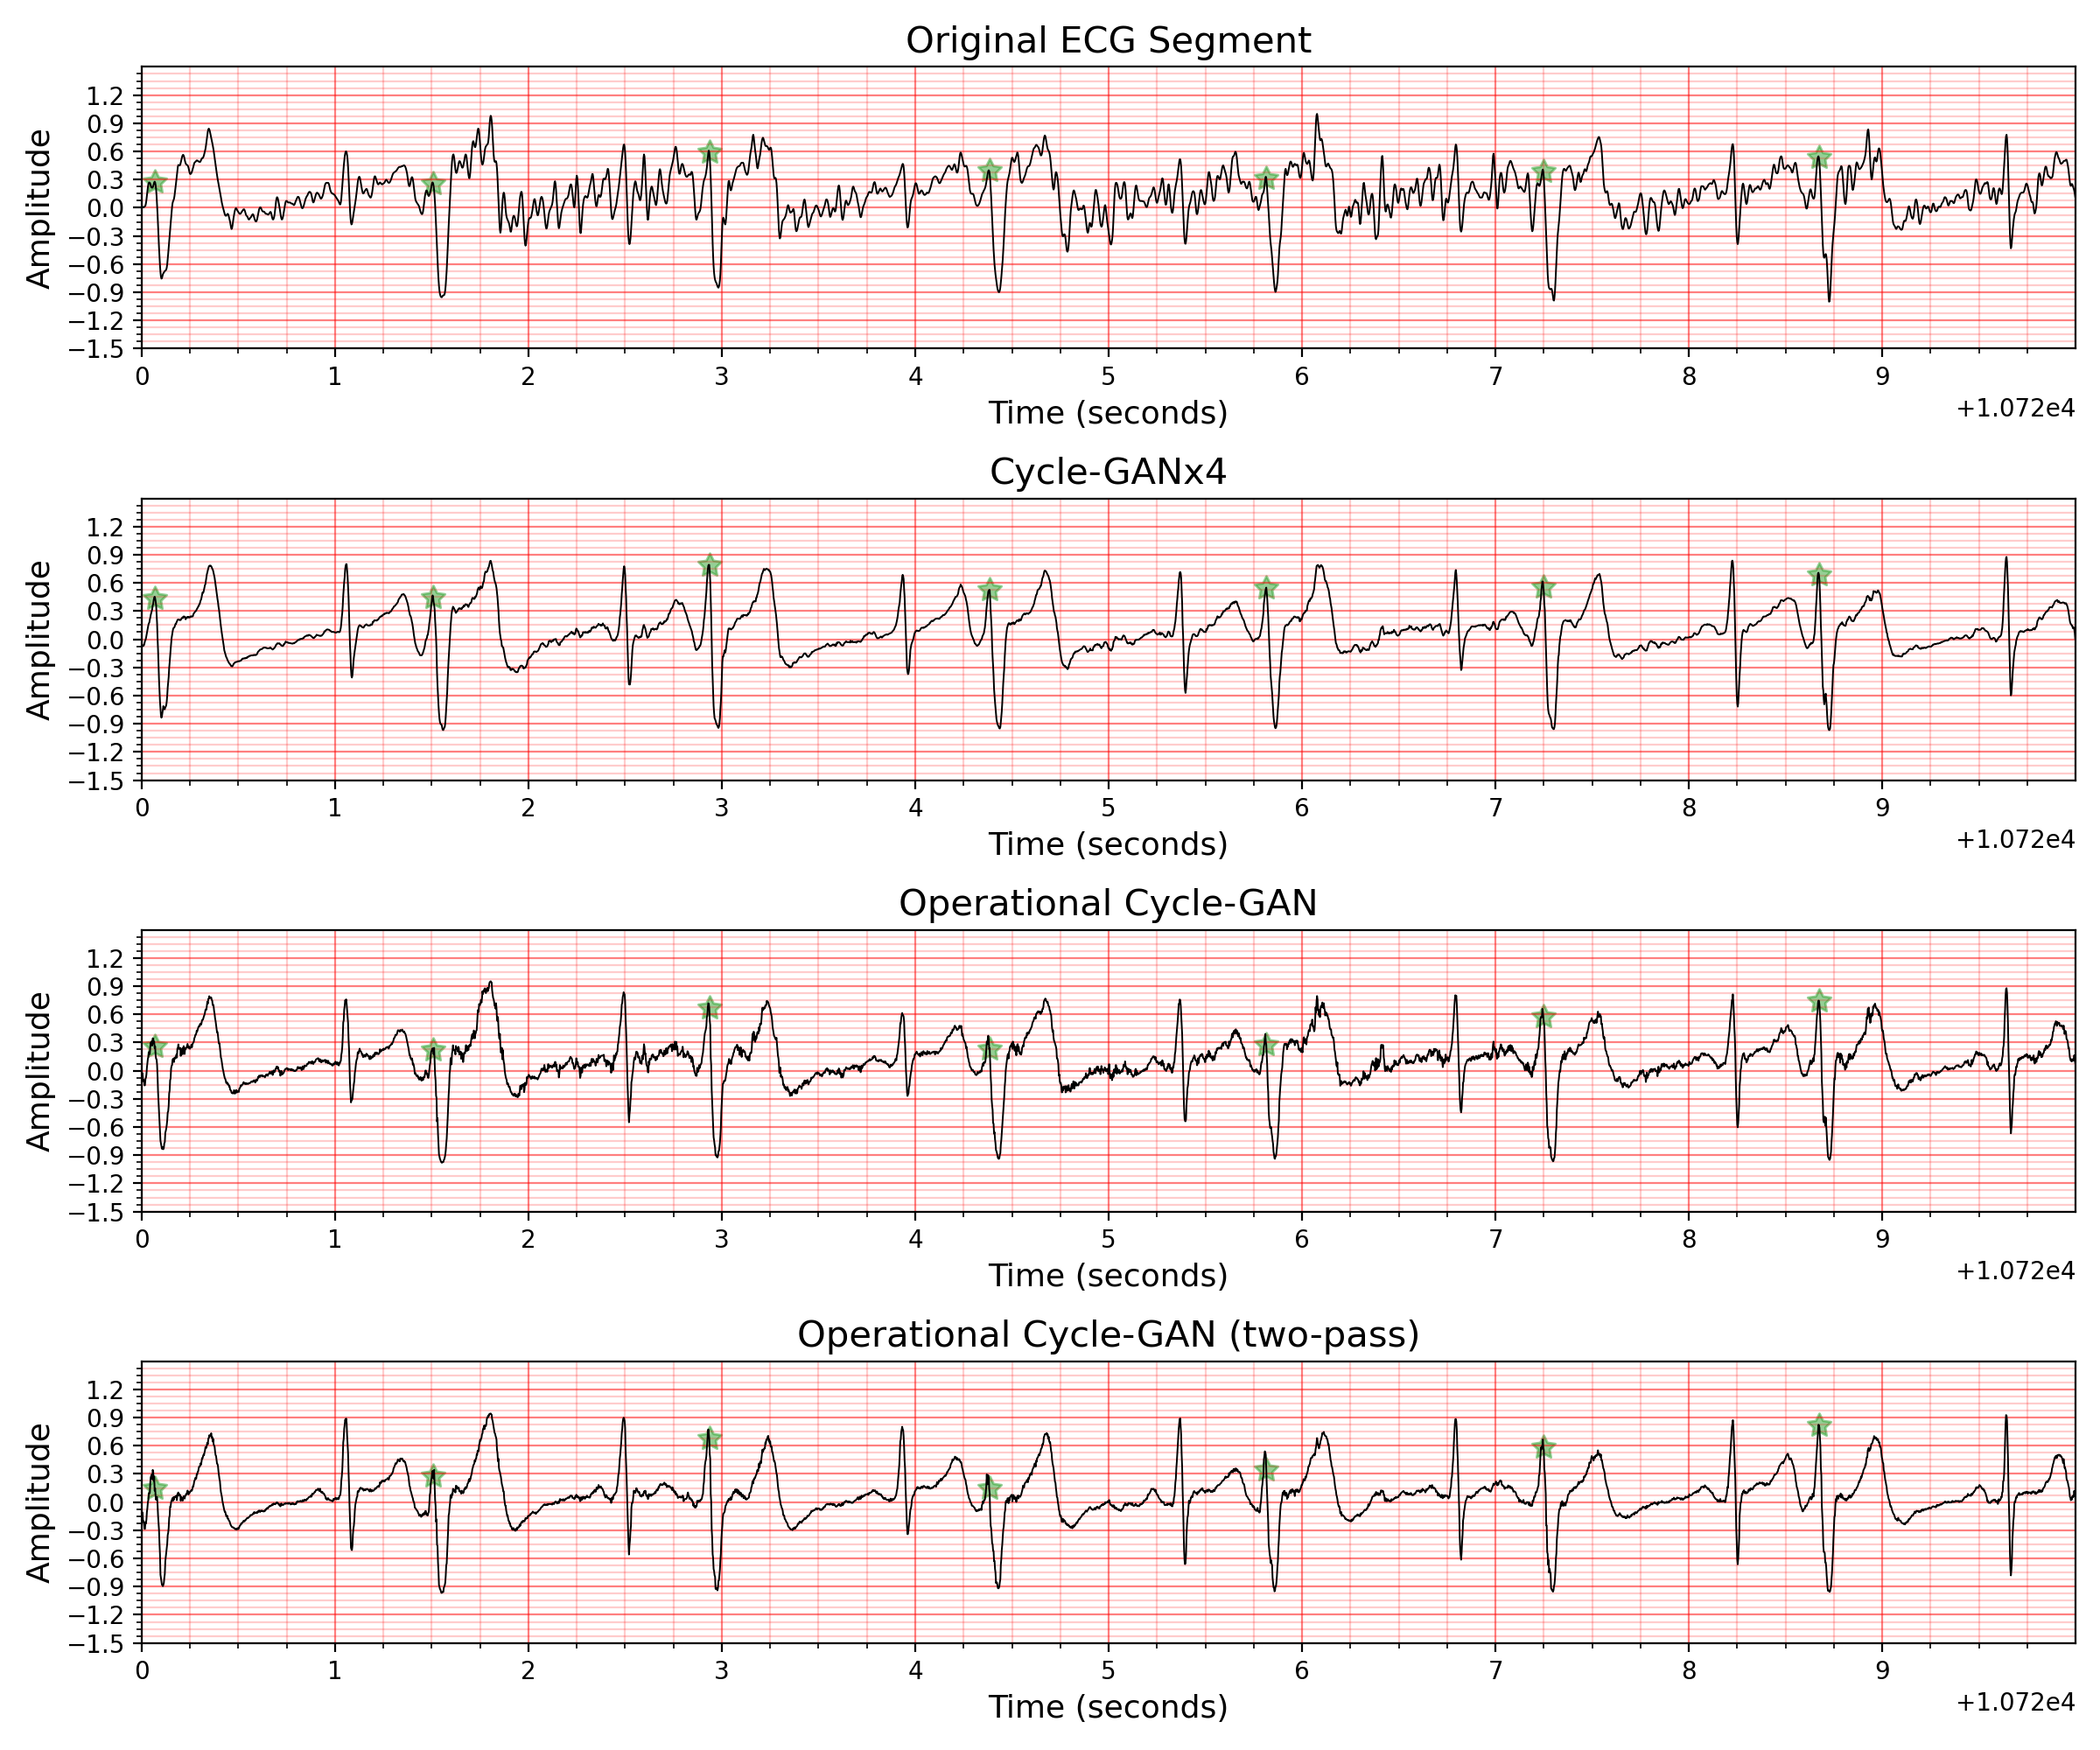 Original ECG Segment
Amplitude
1.2
0.9
0.6
0.3
0.0
−0.3
−0.6
−0.9
−1.2
−1.5
0 1 2 3 4 5 6 7 8 9
Time (seconds)
+1.072e4
Cycle-GANx4
Amplitude
1.2
0.9
0.6
0.3
0.0
−0.3
−0.6
−0.9
−1.2
−1.5
0 1 2 3 4 5 6 7 8 9
Time (seconds)
+1.072e4
Operational Cycle-GAN
Amplitude
1.2
0.9
0.6
0.3
0.0
−0.3
−0.6
−0.9
−1.2
−1.5
0 1 2 3 4 5 6 7 8 9
Time (seconds)
+1.072e4
Operational Cycle-GAN (two-pass)
Amplitude
1.2
0.9
0.6
0.3
0.0
−0.3
−0.6
−0.9
−1.2
−1.5
0 1 2 3 4 5 6 7 8 9
Time (seconds)
+1.072e4